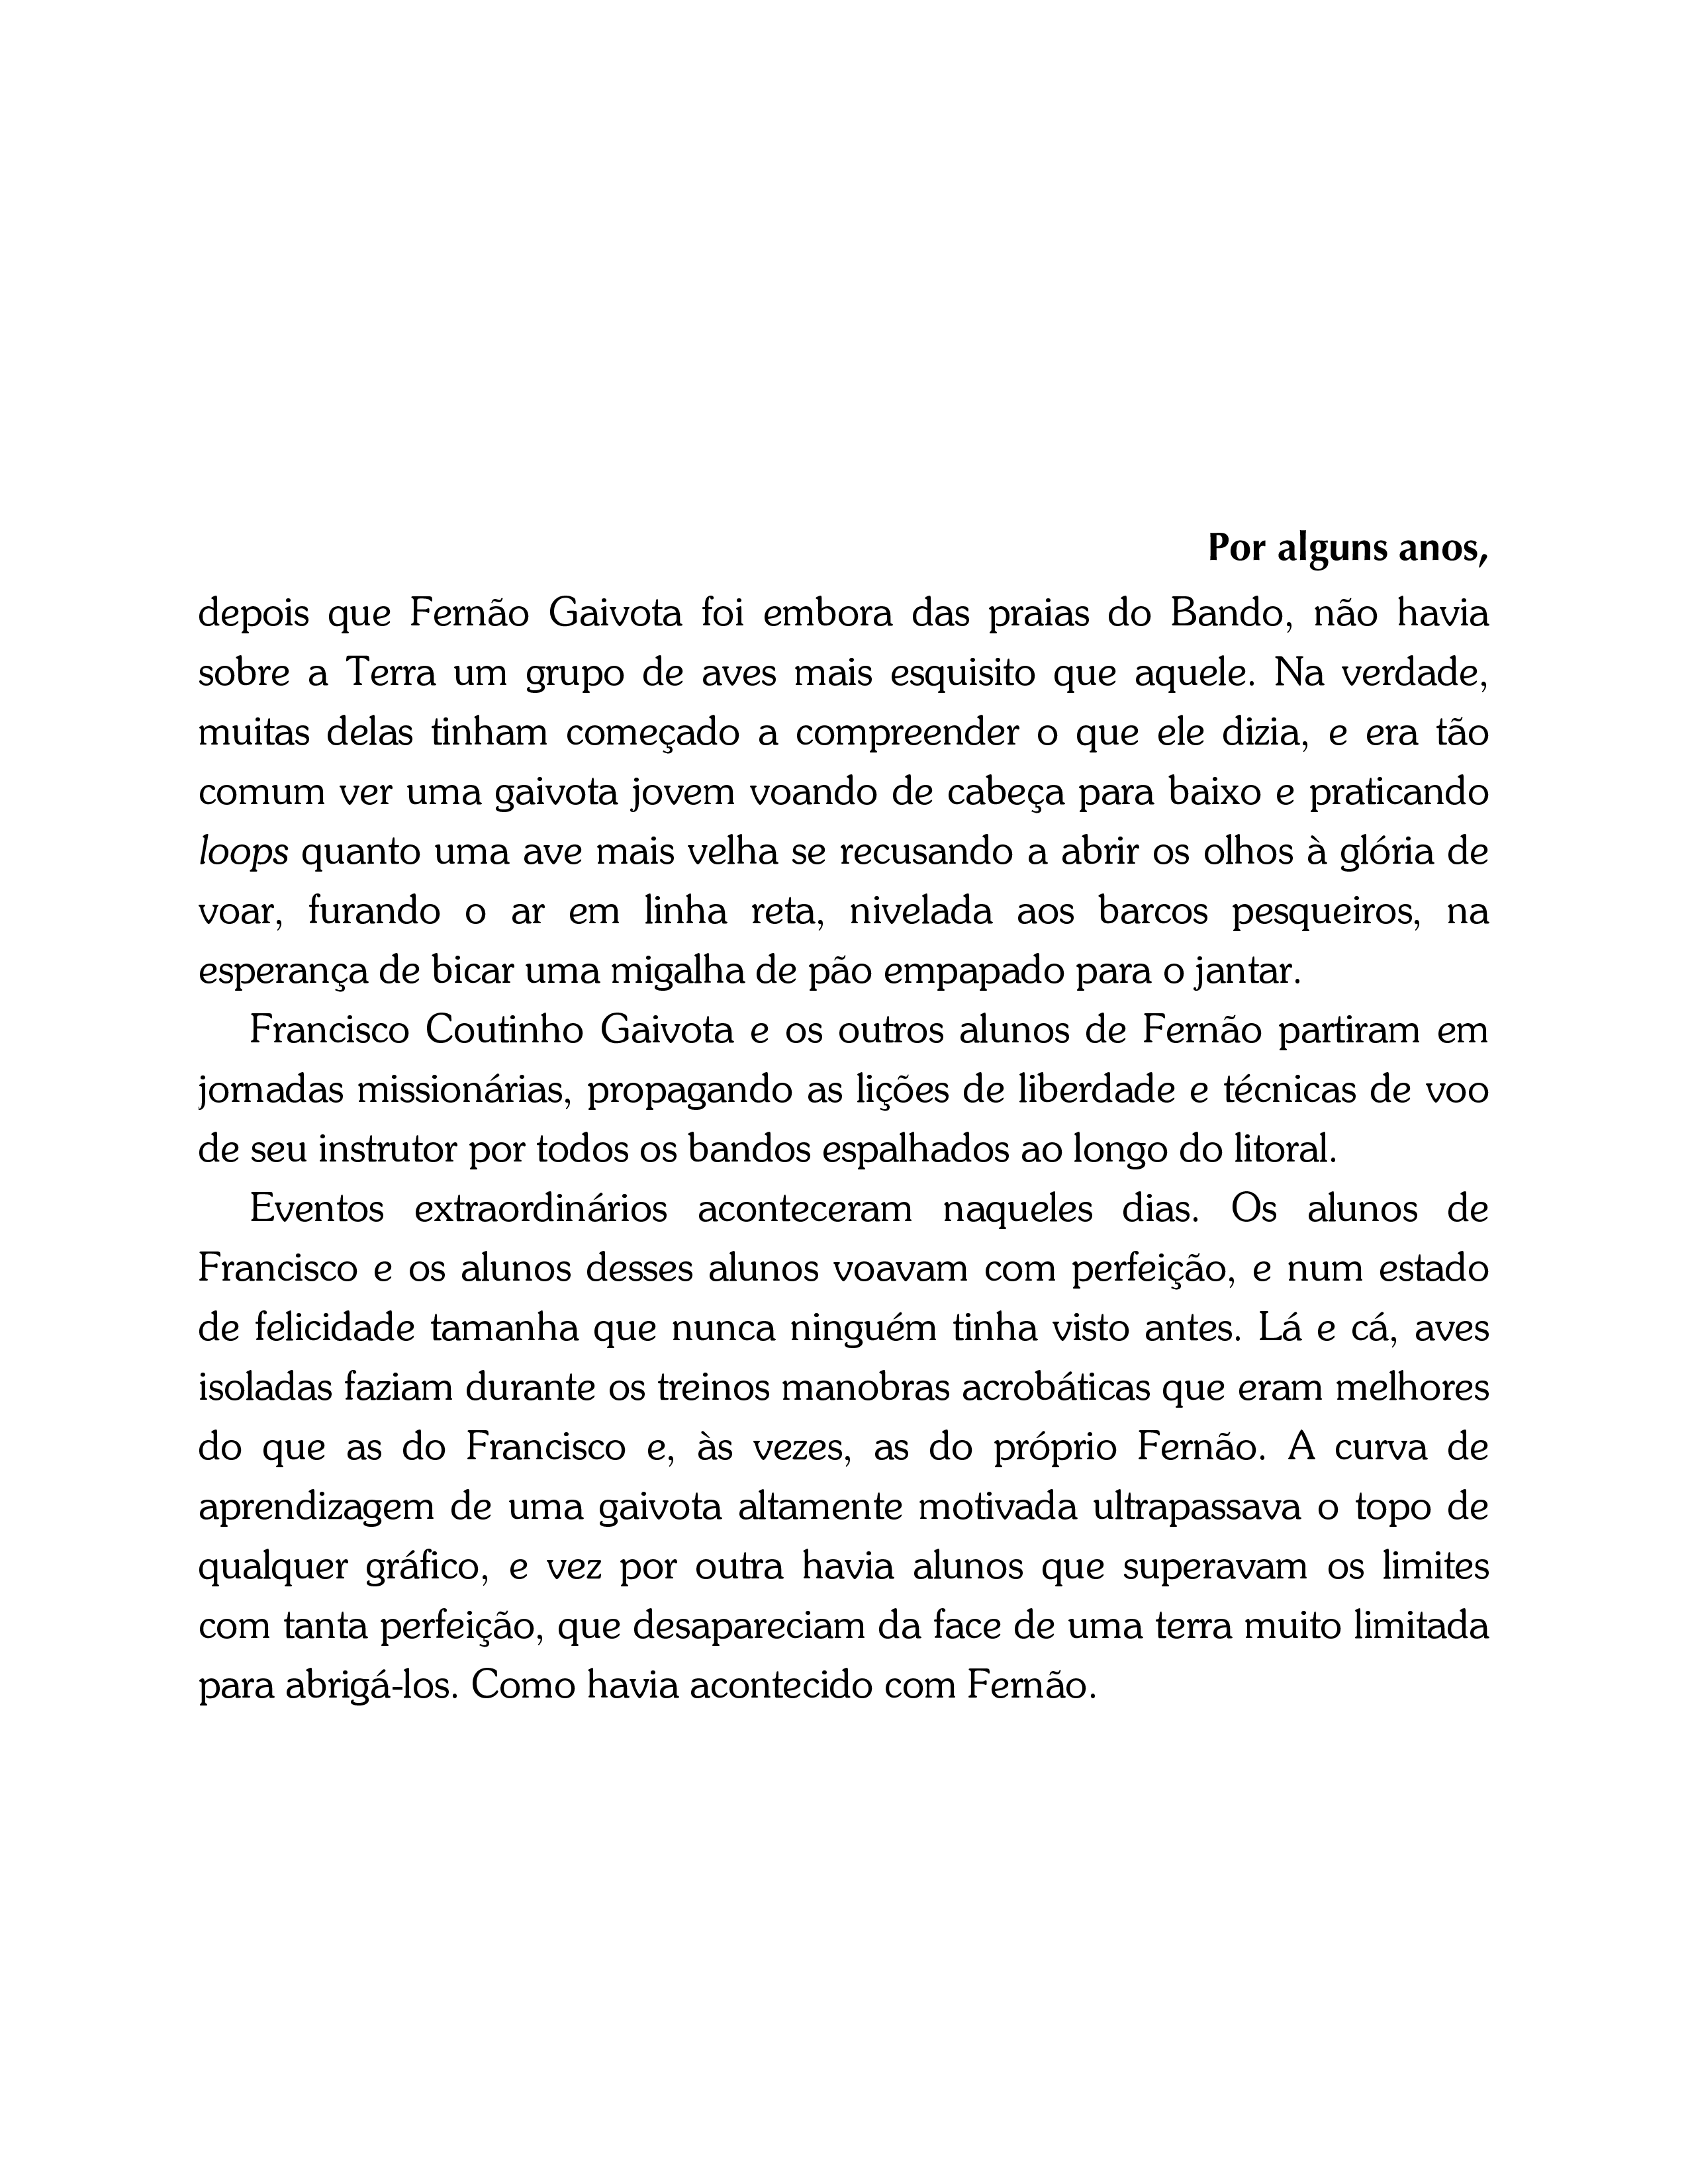 Por alguns anos,
depois que Fernão Gaivota foi embora das praias do Bando, não havia
sobre a Terra um grupo de aves mais esquisito que aquele. Na verdade,
muitas delas tinham começado a compreender o que ele dizia, e era tão
comum ver uma gaivota jovem voando de cabeça para baixo e praticando
loops quanto uma ave mais velha se recusando a abrir os olhos à glória de
voar, furando o ar em linha reta, nivelada aos barcos pesqueiros, na
esperança de bicar uma migalha de pão empapado para o jantar.
Francisco Coutinho Gaivota e os outros alunos de Fernão partiram em
jornadas missionárias, propagando as lições de liberdade e técnicas de voo
de seu instrutor por todos os bandos espalhados ao longo do litoral.
Eventos extraordinários aconteceram naqueles dias. Os alunos de
Francisco e os alunos desses alunos voavam com perfeição, e num estado
de felicidade tamanha que nunca ninguém tinha visto antes. Lá e cá, aves
isoladas faziam durante os treinos manobras acrobáticas que eram melhores
do que as do Francisco e, às vezes, as do próprio Fernão. A curva de
aprendizagem de uma gaivota altamente motivada ultrapassava o topo de
qualquer gráfico, e vez por outra havia alunos que superavam os limites
com tanta perfeição, que desapareciam da face de uma terra muito limitada
para abrigá-los. Como havia acontecido com Fernão.